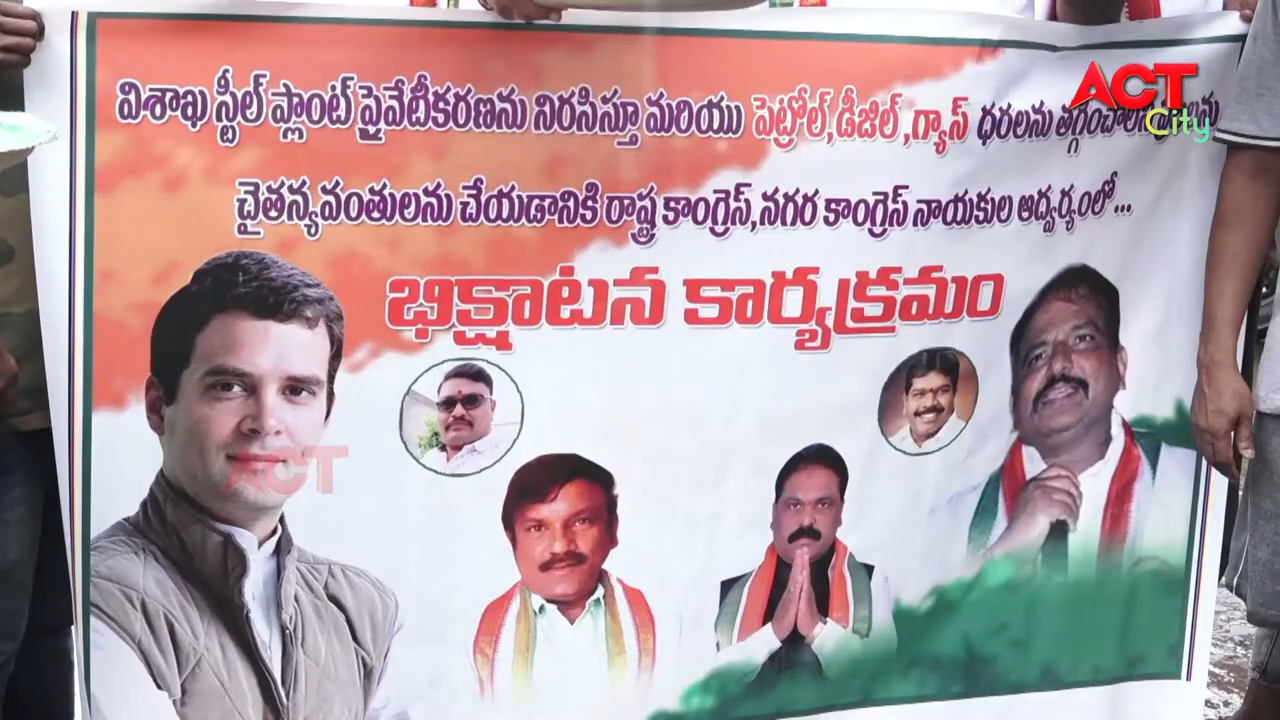 ACT
City
విశాఖ స్టీల్ ప్లాంట్ ప్రైవేటీకరణను నిరసిస్తూ మరియు పెట్రోల్,డీజిల్ ,గ్యాస్ ధరలను
చైతన్యవంతులను చేయడానికి రాష్ట్ర కాంగ్రెస్,నగర కాంగ్రెస్ నాయకుల ఆధ్వర్యంలో...
భిక్షాటన కార్యక్రమం
ACT